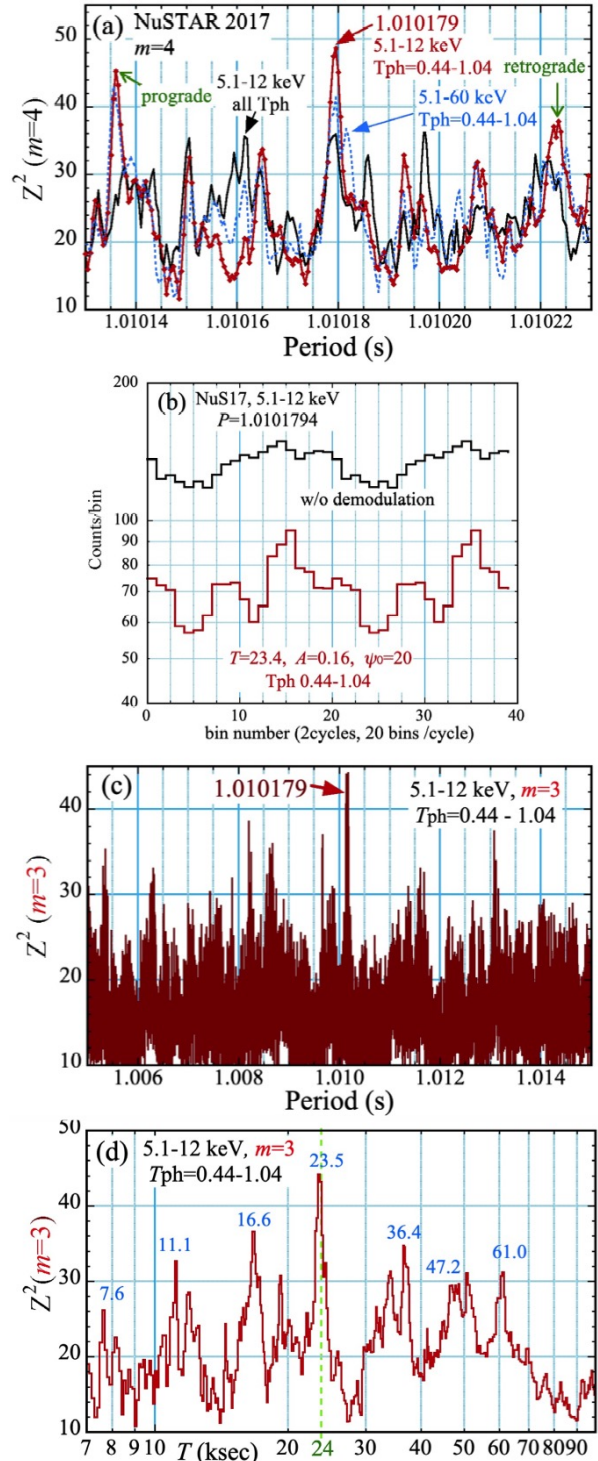 (a) NuSTAR 2017
m=4
1.010179
5.1-12 keV
Tph=0.44-1.04
retrograde
prograde
5.1-12 keV
all Tph
5.1-60 keV
Tph=0.44-1.04
Z² (m=4)
50
40
30
20
10
1.01014 1.01016 1.01018 1.01020 1.01022
Period (s)
(b) NuS17, 5.1-12 keV
P=1.0101794
w/o demodulation
T=23.4, A=0.16, ψ₀=20
Tph 0.44-1.04
Counts/bin
200
100
90
80
70
60
50
40
0 10 20 30 40
bin number (2cycles, 20 bins /cycle)
(c)
1.010179
5.1-12 keV, m=3
Tph=0.44 - 1.04
Z² (m=3)
40
30
20
10
1.006 1.008 1.010 1.012 1.014
Period (s)
(d) 5.1-12 keV, m=3
Tph=0.44-1.04
23.5
16.6
11.1
7.6
36.4
47.2
61.0
Z²(m=3)
50
40
30
20
10
7 8 9 10 20 24 30 40 50 60 70 80 90
T (ksec)